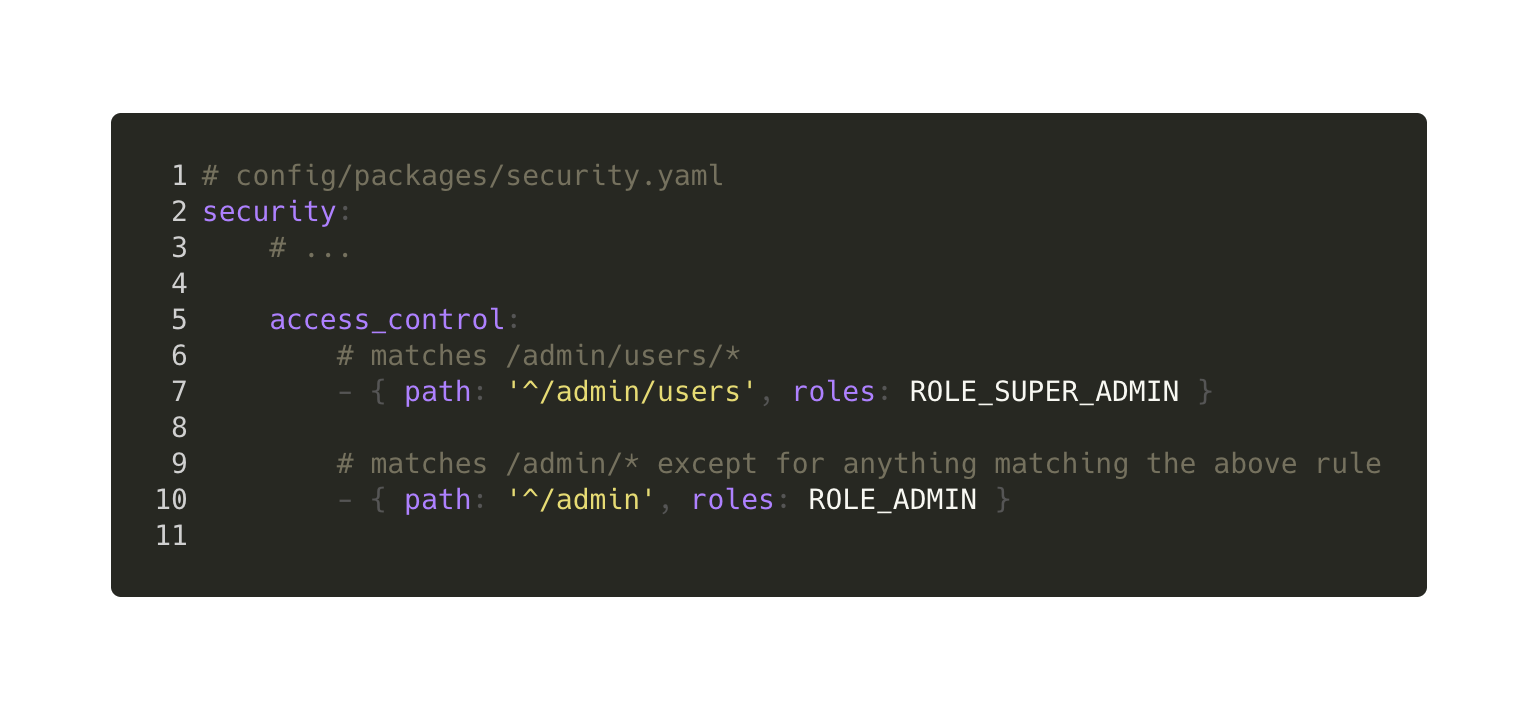 1 # config/packages/security.yaml
2 security:
3     # ...
4
5     access_control:
6         # matches /admin/users/*
7         - { path: '^/admin/users', roles: ROLE_SUPER_ADMIN }
8
9         # matches /admin/* except for anything matching the above rule
10         - { path: '^/admin', roles: ROLE_ADMIN }
11